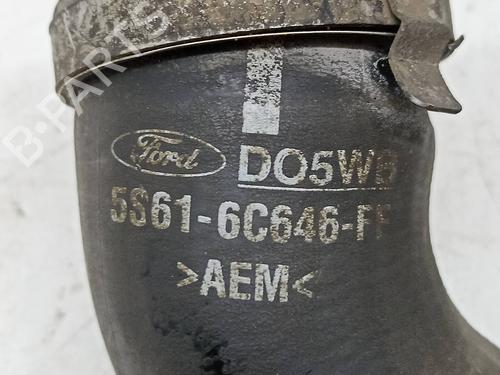 B-PARTS
Ford
DO5WB
5S61-6C646-FF
>AEM<